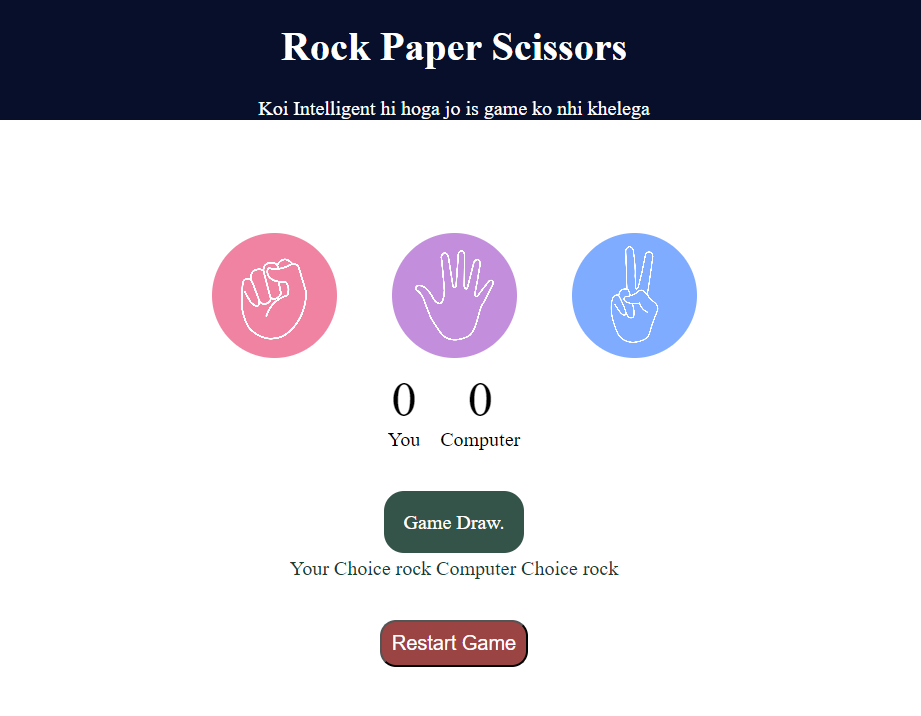 Rock Paper Scissors
Koi Intelligent hi hoga jo is game ko nhi khelega
0 0
You Computer
Game Draw.
Your Choice rock Computer Choice rock
Restart Game